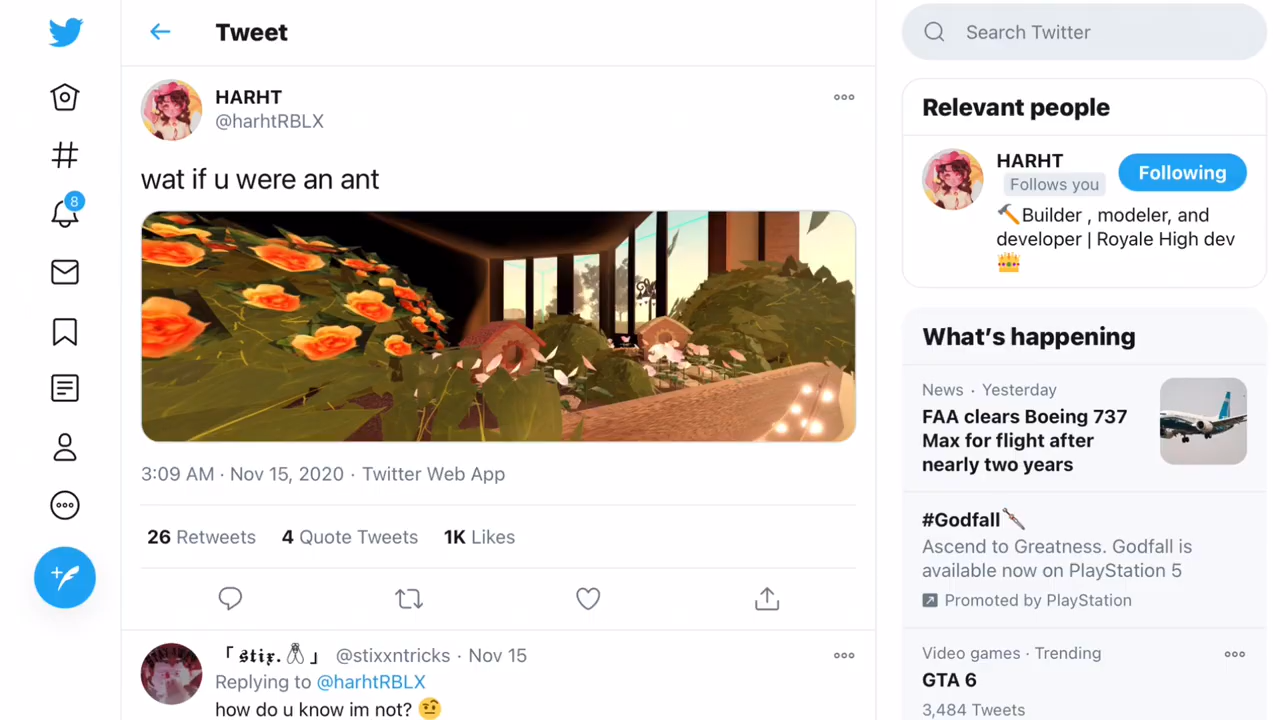 Tweet
HARHT
@harhtRBLX
wat if u were an ant
3:09 AM · Nov 15, 2020 · Twitter Web App
26 Retweets 4 Quote Tweets 1K Likes
「 𝖘𝖙𝖎𝖝. 」 @stixxntricks · Nov 15
Replying to @harhtRBLX
how do u know im not? 🤨
8
Search Twitter
Relevant people
HARHT
Follows you
Following
🔨Builder , modeler, and
developer | Royale High dev
👑
What's happening
News · Yesterday
FAA clears Boeing 737
Max for flight after
nearly two years
#Godfall
Ascend to Greatness. Godfall is
available now on PlayStation 5
Promoted by PlayStation
Video games · Trending
GTA 6
3,484 Tweets